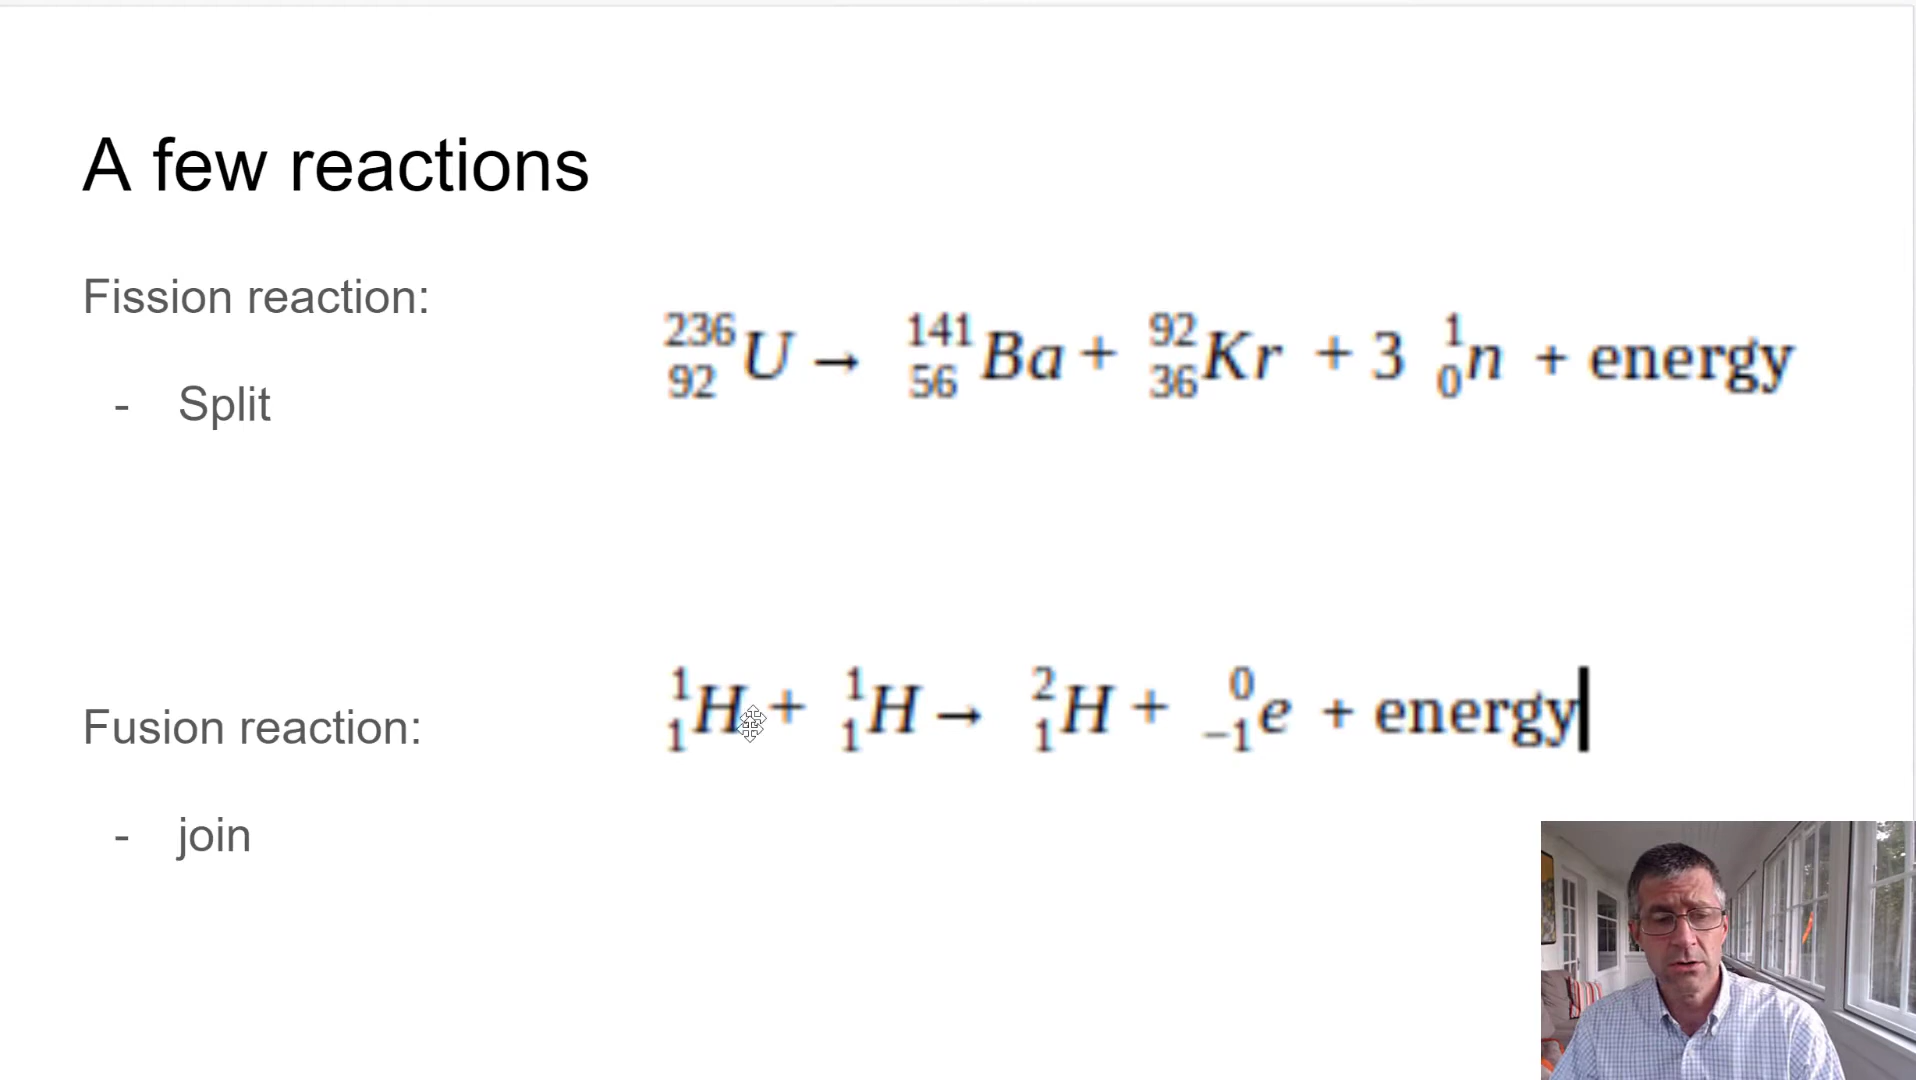 A few reactions
Fission reaction:
²³⁶₉₂U → ¹⁴¹₅₆Ba + ⁹²₃₆Kr + 3 ¹₀n + energy
- Split
Fusion reaction:
¹₁H + ¹₁H → ²₁H + ⁰₋₁e + energy
- join